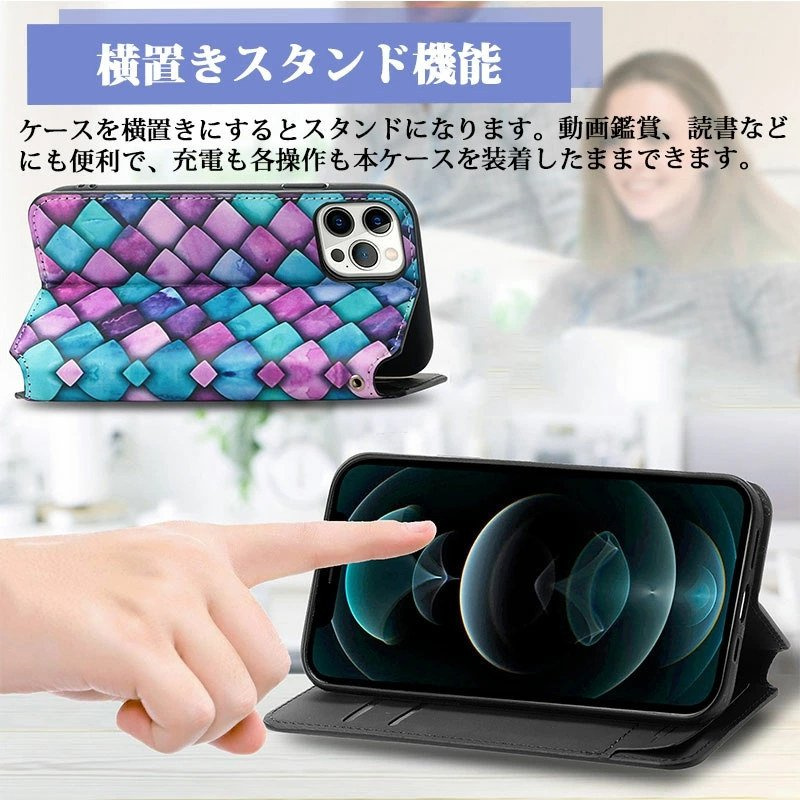 横置きスタンド機能
ケースを横置きにするとスタンドになります。動画鑑賞、読書など
にも便利で、充電も各操作も本ケースを装着したままできます。